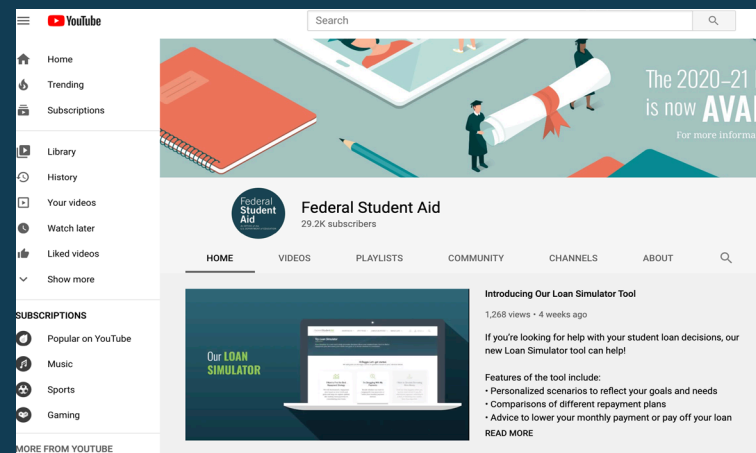 YouTube
Search
Home
Trending
Subscriptions
Library
History
Your videos
Watch later
Liked videos
Show more
SUBSCRIPTIONS
Popular on YouTube
Music
Sports
Gaming
MORE FROM YOUTUBE
The 2020–21
is now AVA
For more informa
Federal
Student
Aid
Federal Student Aid
29.2K subscribers
HOME VIDEOS PLAYLISTS COMMUNITY CHANNELS ABOUT
Our LOAN
SIMULATOR
Introducing Our Loan Simulator Tool
1,268 views • 4 weeks ago
If you're looking for help with your student loan decisions, our
new Loan Simulator tool can help!
Features of the tool include:
• Personalized scenarios to reflect your goals and needs
• Comparisons of different repayment plans
• Advice to lower your monthly payment or pay off your loan
READ MORE